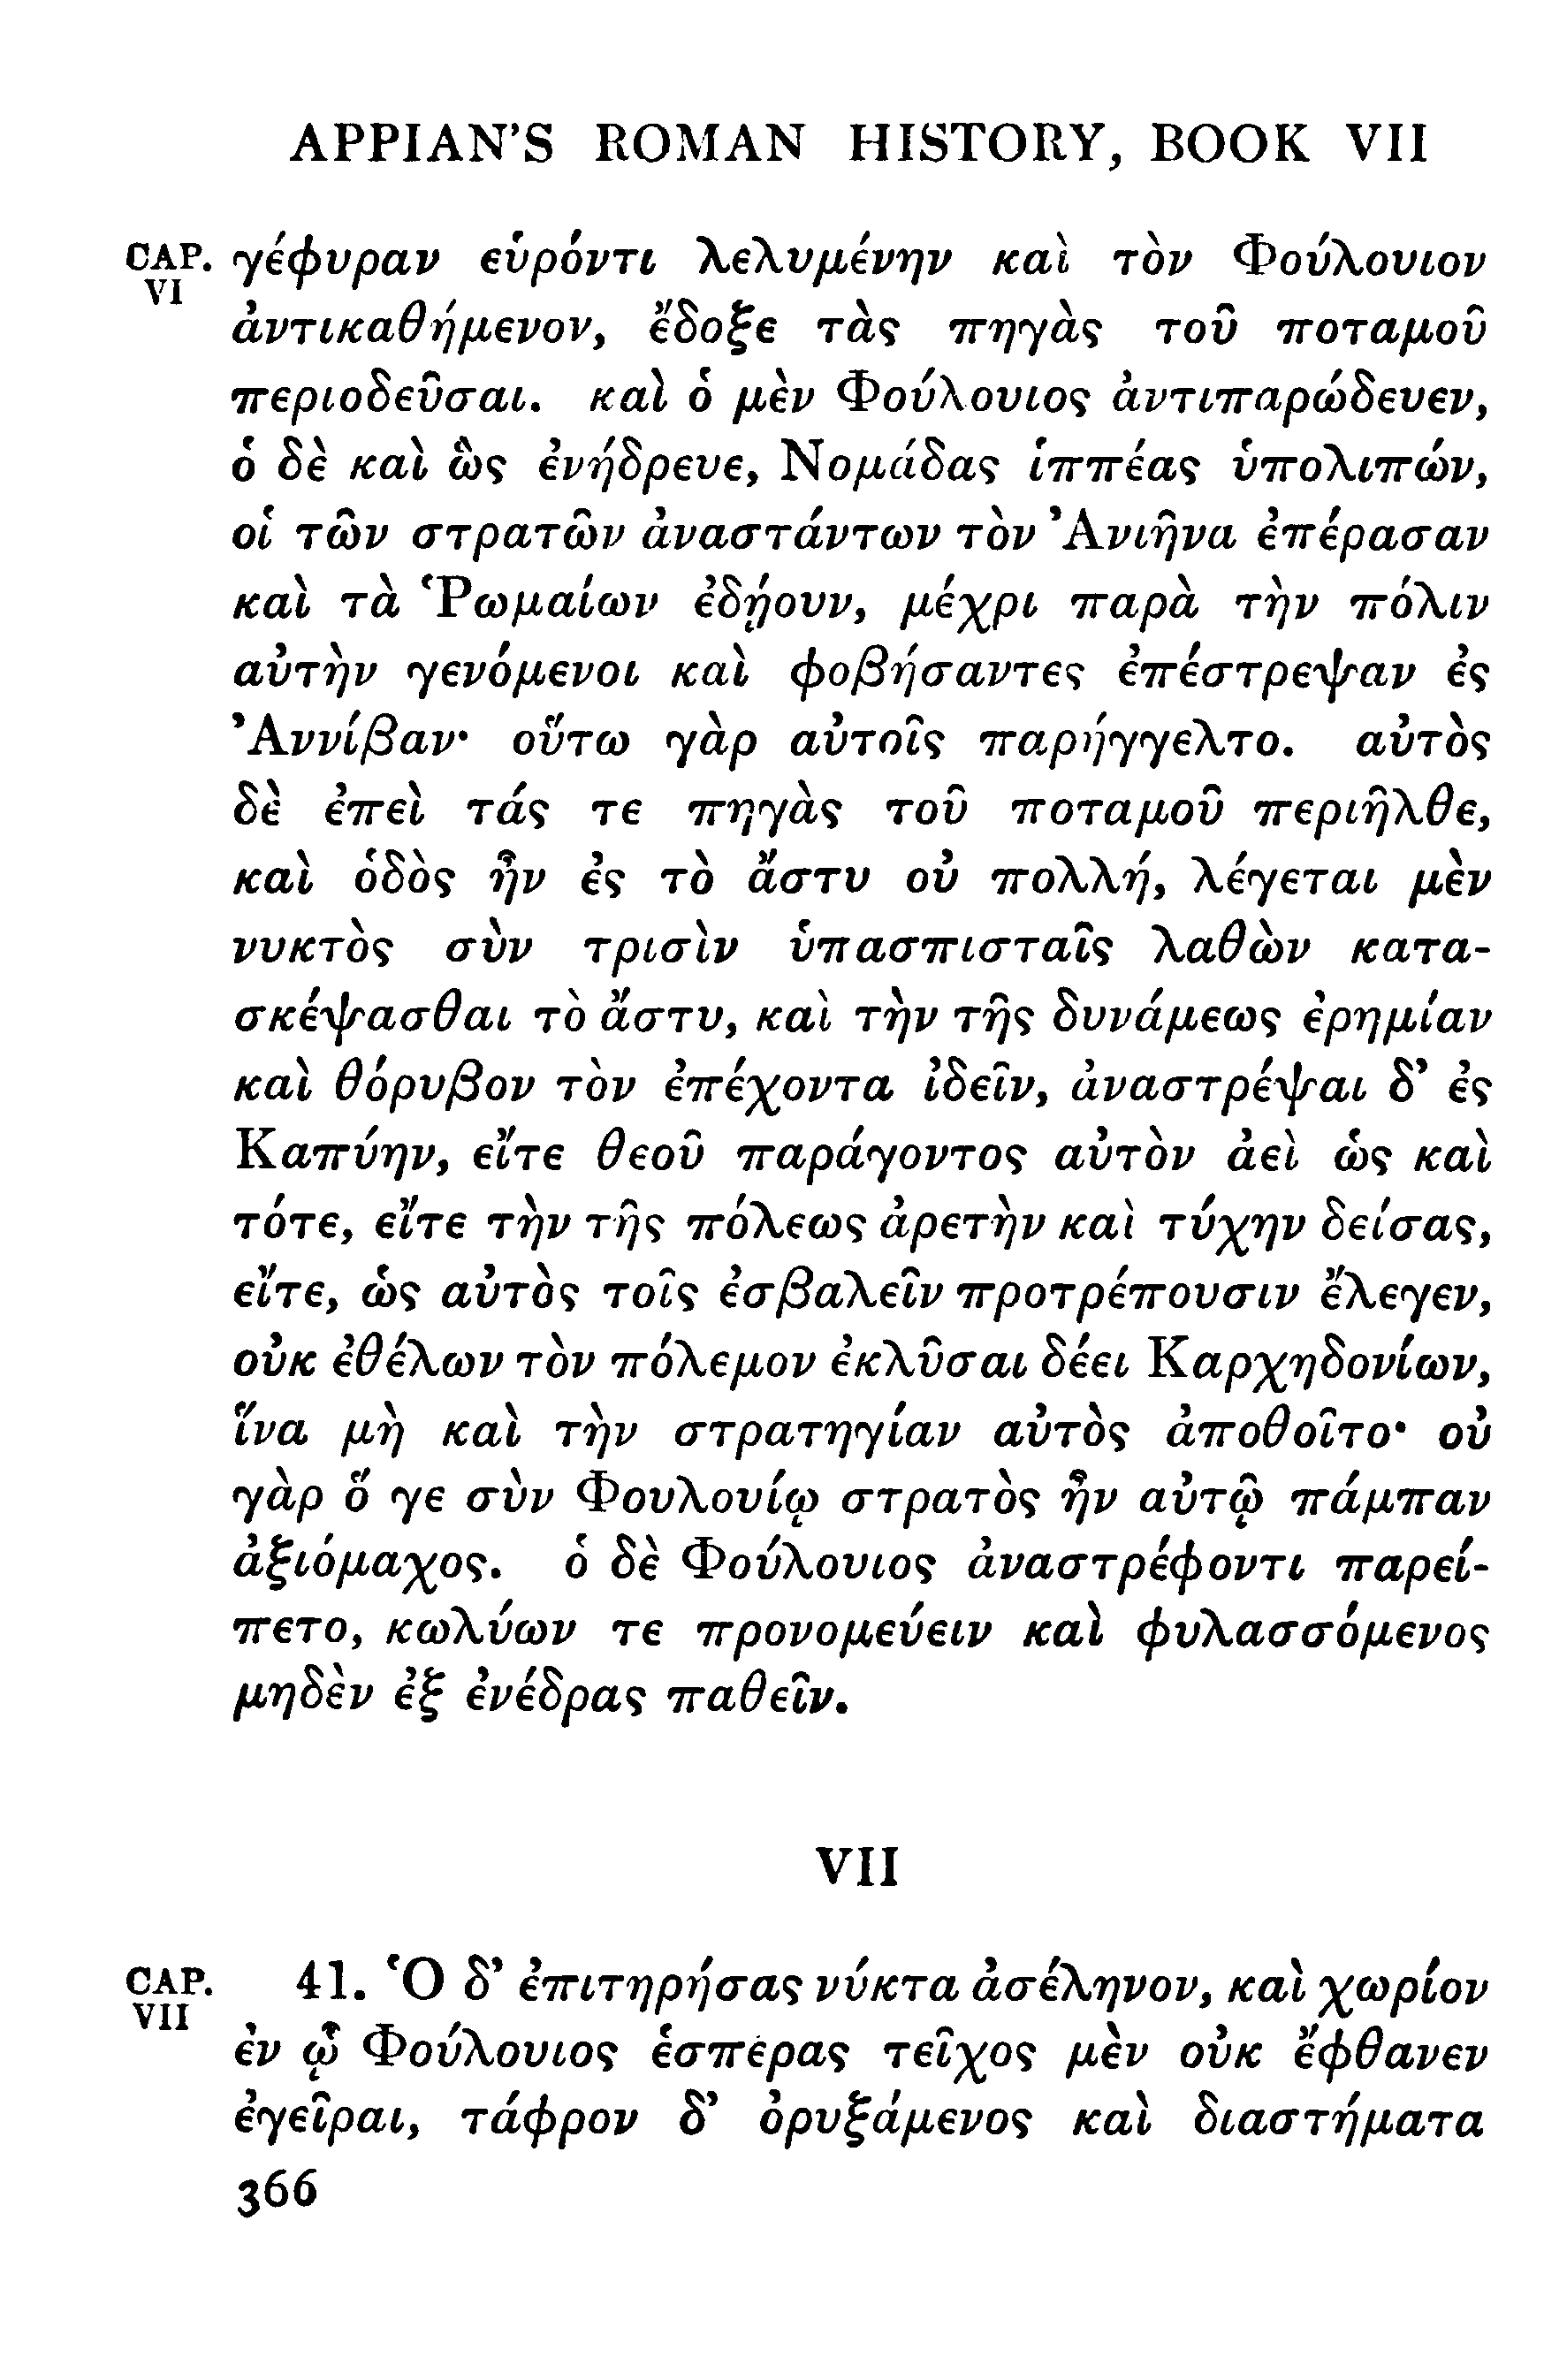 APPIAN'S ROMAN HISTORY, BOOK VII
CAP. VI γέφυραν εὑρόντι λελυμένην καὶ τὸν Φούλουιον
ἀντικαθήμενον, ἔδοξε τὰς πηγὰς τοῦ ποταμοῦ
περιοδεῦσαι. καὶ ὁ μὲν Φούλουιος ἀντιπαρώδευεν,
ὁ δὲ καὶ ὣς ἐνήδρευε, Νομάδας ἱππέας ὑπολιπών,
οἱ τῶν στρατῶν ἀναστάντων τὸν Ἀνιῆνα ἐπέρασαν
καὶ τὰ Ῥωμαίων ἐδῄουν, μέχρι παρὰ τὴν πόλιν
αὐτὴν γενόμενοι καὶ φοβήσαντες ἐπέστρεψαν ἐς
Ἀννίβαν· οὕτω γὰρ αὐτοῖς παρήγγελτο. αὐτὸς
δὲ ἐπεὶ τάς τε πηγὰς τοῦ ποταμοῦ περιῆλθε,
καὶ ὁδὸς ἦν ἐς τὸ ἄστυ οὐ πολλή, λέγεται μὲν
νυκτὸς σὺν τρισὶν ὑπασπισταῖς λαθὼν κατα-
σκέψασθαι τὸ ἄστυ, καὶ τὴν τῆς δυνάμεως ἐρημίαν
καὶ θόρυβον τὸν ἐπέχοντα ἰδεῖν, ἀναστρέψαι δ' ἐς
Καπύην, εἴτε θεοῦ παράγοντος αὐτὸν ἀεὶ ὡς καὶ
τότε, εἴτε τὴν τῆς πόλεως ἀρετὴν καὶ τύχην δείσας,
εἴτε, ὡς αὐτὸς τοῖς ἐσβαλεῖν προτρέπουσιν ἔλεγεν,
οὐκ ἐθέλων τὸν πόλεμον ἐκλῦσαι δέει Καρχηδονίων,
ἵνα μὴ καὶ τὴν στρατηγίαν αὐτὸς ἀποθοῖτο· οὐ
γὰρ ὅ γε σὺν Φουλουίῳ στρατὸς ἦν αὐτῷ πάμπαν
ἀξιόμαχος. ὁ δὲ Φούλουιος ἀναστρέφοντι παρεί-
πετο, κωλύων τε προνομεύειν καὶ φυλασσόμενος
μηδὲν ἐξ ἐνέδρας παθεῖν.
VII
CAP. VII 41. Ὁ δ' ἐπιτηρήσας νύκτα ἀσέληνον, καὶ χωρίον
ἐν ᾧ Φούλουιος ἑσπέρας τεῖχος μὲν οὐκ ἔφθανεν
ἐγεῖραι, τάφρον δ' ὀρυξάμενος καὶ διαστήματα
366